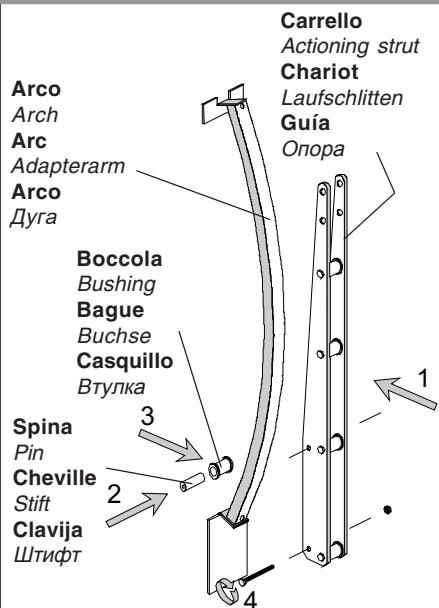 Carrello
Actioning strut
Chariot
Laufschlitten
Guía
Опора
Arco
Arch
Arc
Adapterarm
Arco
Дуга
Boccola
Bushing
Bague
Buchse
Casquillo
Втулка
1
3
Spina
Pin
Cheville
2
Stift
Clavija
Штифт
4